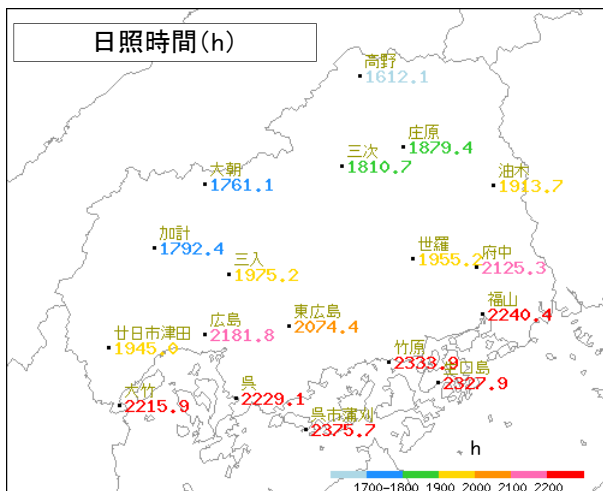 日照時間(h)
高野
1612.1
庄原
1879.4
三次
1810.7
大朝
1761.1
油木
1913.7
加計
1792.4
三入
1975.2
世羅
1955.2
府中
2125.3
福山
2240.4
東広島
2074.4
広島
2181.8
廿日市津田
1945.0
竹原
2333.9
生口島
2327.9
大竹
2215.9
呉
2229.1
呉市蒲刈
2375.7
h
1700-1800 1900 2000 2100 2200